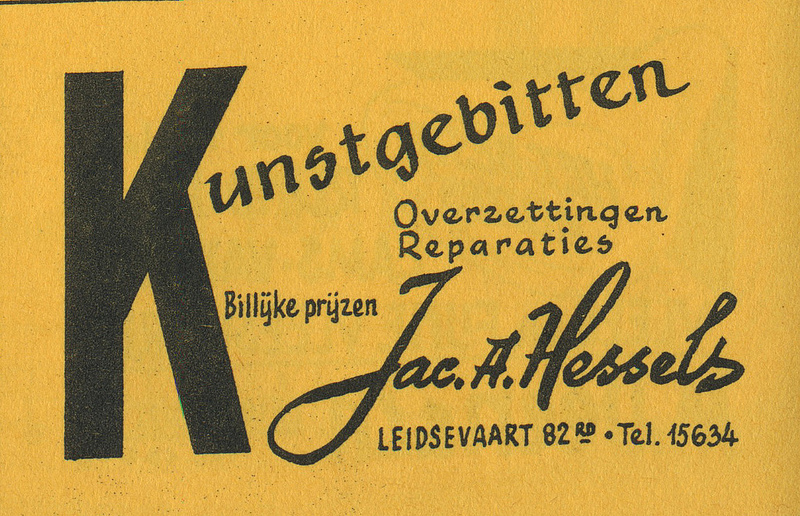 Kunstgebitten
Overzettingen
Reparaties
Billijke prijzen
Jac. A. Hessels
LEIDSEVAART 82 RD • Tel. 15634